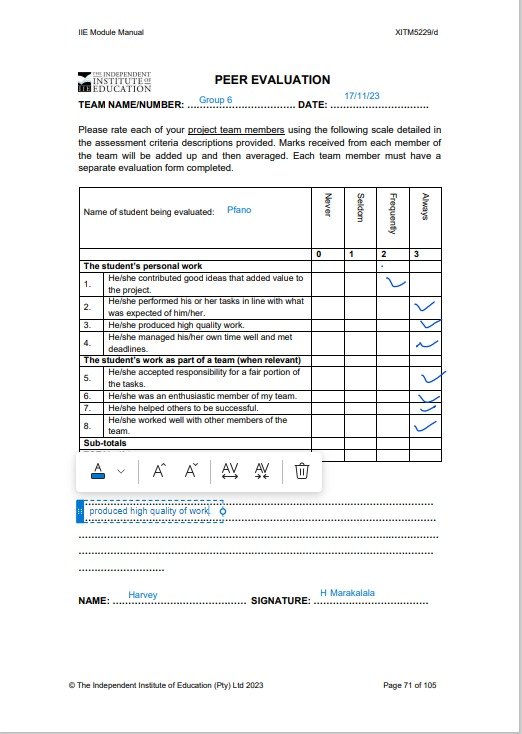 IIE Module Manual XITM5229/d
THE INDEPENDENT
INSTITUTE OF
EDUCATION
IIE
PEER EVALUATION
TEAM NAME/NUMBER: Group 6 DATE: 17/11/23
Please rate each of your project team members using the following scale detailed in
the assessment criteria descriptions provided. Marks received from each member of
the team will be added up and then averaged. Each team member must have a
separate evaluation form completed.
Name of student being evaluated: Pfano Never Seldom Frequently Always
0 1 2 3
The student's personal work
1. He/she contributed good ideas that added value to
the project.
2. He/she performed his or her tasks in line with what
was expected of him/her.
3. He/she produced high quality work.
4. He/she managed his/her own time well and met
deadlines.
The student's work as part of a team (when relevant)
5. He/she accepted responsibility for a fair portion of
the tasks.
6. He/she was an enthusiastic member of my team.
7. He/she helped others to be successful.
8. He/she worked well with other members of the
team.
Sub-totals
A A A AV AV
produced high quality of work
NAME: Harvey SIGNATURE: H Marakalala
© The Independent Institute of Education (Pty) Ltd 2023 Page 71 of 105